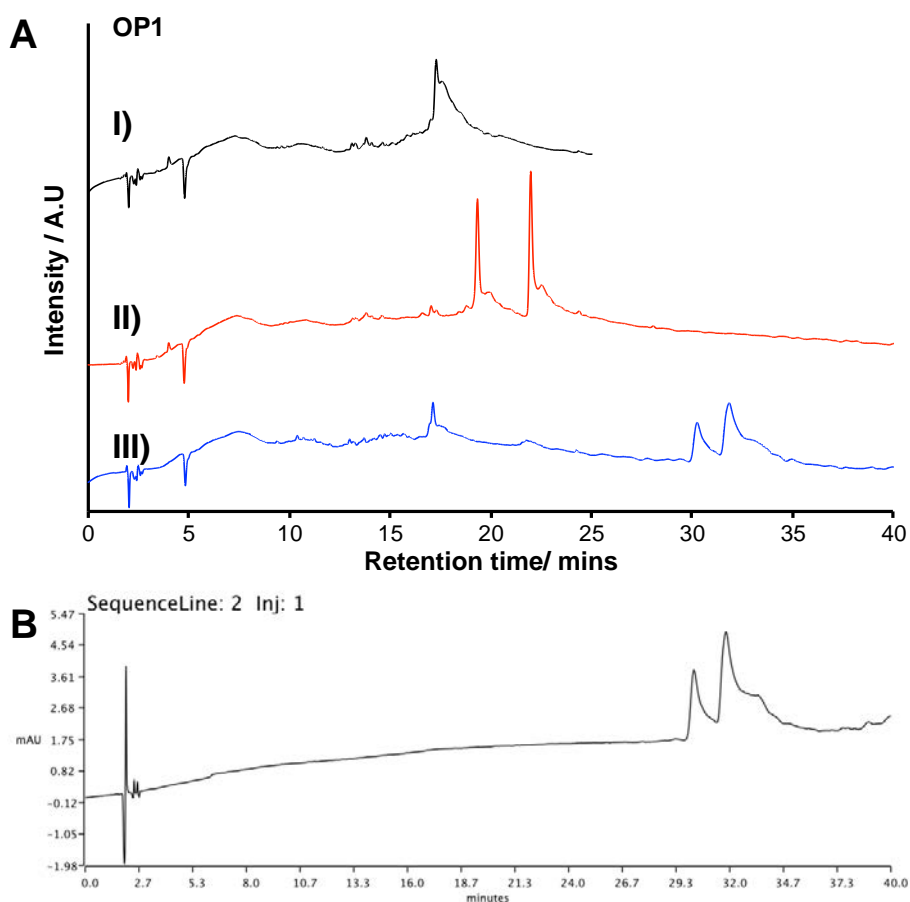 A
OP1
I)
II)
III)
Intensity / A.U
0 5 10 15 20 25 30 35 40
Retention time/ mins
B
SequenceLine: 2 Inj: 1
5.47
4.54
3.61
2.68
mAU 1.75
0.82
−0.12
−1.05
−1.98
0.0 2.7 5.3 8.0 10.7 13.3 16.0 18.7 21.3 24.0 26.7 29.3 32.0 34.7 37.3 40.0
minutes